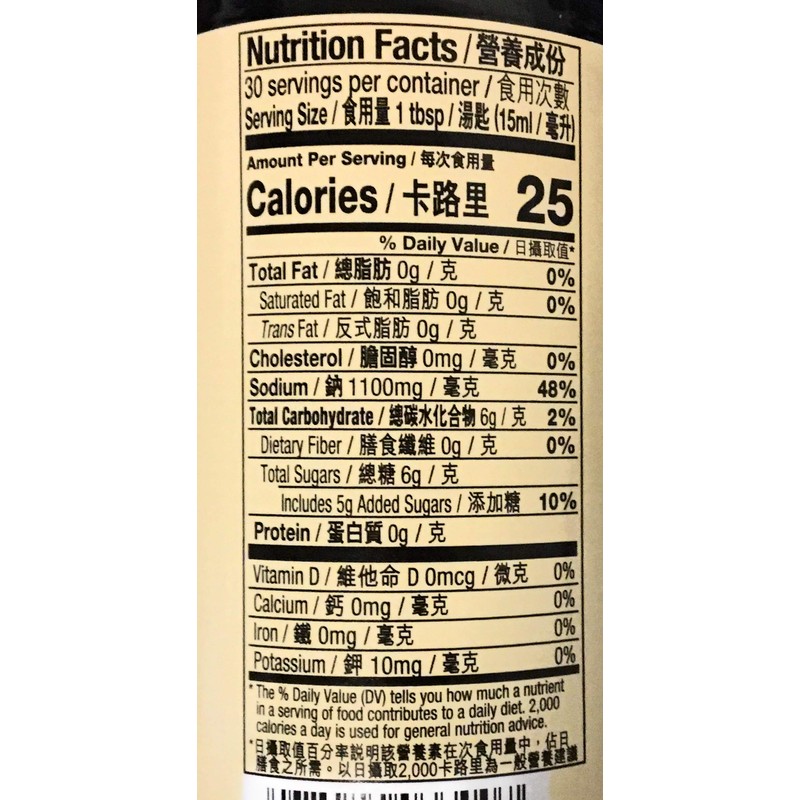 Nutrition Facts / 營養成份
30 servings per container / 食用次數
Serving Size / 食用量 1 tbsp / 湯匙 (15ml / 毫升)
Amount Per Serving / 每次食用量
Calories / 卡路里 25
% Daily Value / 日攝取值*
Total Fat / 總脂肪 0g / 克 0%
Saturated Fat / 飽和脂肪 0g / 克 0%
Trans Fat / 反式脂肪 0g / 克
Cholesterol / 膽固醇 0mg / 毫克 0%
Sodium / 鈉 1100mg / 毫克 48%
Total Carbohydrate / 總碳水化合物 6g / 克 2%
Dietary Fiber / 膳食纖維 0g / 克 0%
Total Sugars / 總糖 6g / 克
Includes 5g Added Sugars / 添加糖 10%
Protein / 蛋白質 0g / 克
Vitamin D / 維他命 D 0mcg / 微克 0%
Calcium / 鈣 0mg / 毫克 0%
Iron / 鐵 0mg / 毫克 0%
Potassium / 鉀 10mg / 毫克 0%
* The % Daily Value (DV) tells you how much a nutrient
in a serving of food contributes to a daily diet. 2,000
calories a day is used for general nutrition advice.
*日攝取值百分率說明該營養素在次食用量中，佔日
膳食之所需。以日攝取2,000卡路里為一般營養建議